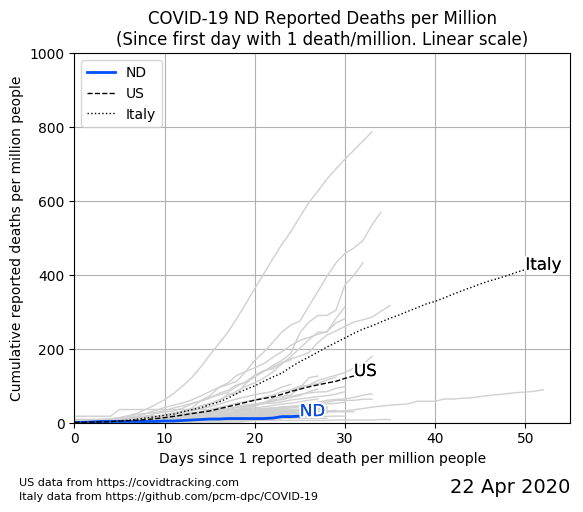 COVID-19 ND Reported Deaths per Million
(Since first day with 1 death/million. Linear scale)
Cumulative reported deaths per million people
1000
800
600
400
200
0
ND
US
Italy
Italy
US
ND
0 10 20 30 40 50
Days since 1 reported death per million people
US data from https://covidtracking.com
Italy data from https://github.com/pcm-dpc/COVID-19
22 Apr 2020